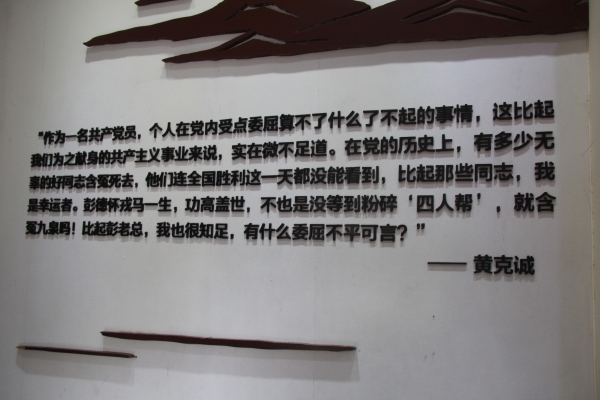 “作为一名共产党员，个人在党内受点委屈算不了什么了不起的事情，这比起
我们为之献身的共产主义事业来说，实在微不足道。在党的历史上，有多少无
辜的好同志含冤死去，他们连全国胜利这一天都没能看到，比起那些同志，我
是幸运者。彭德怀戎马一生，功高盖世，不也是没等到粉碎‘四人帮’，就含
冤九泉吗！比起彭老总，我也很知足，有什么委屈不平可言？”
—— 黄克诚